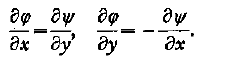 ∂φ/∂x = ∂ψ/∂y, ∂φ/∂y = − ∂ψ/∂x.